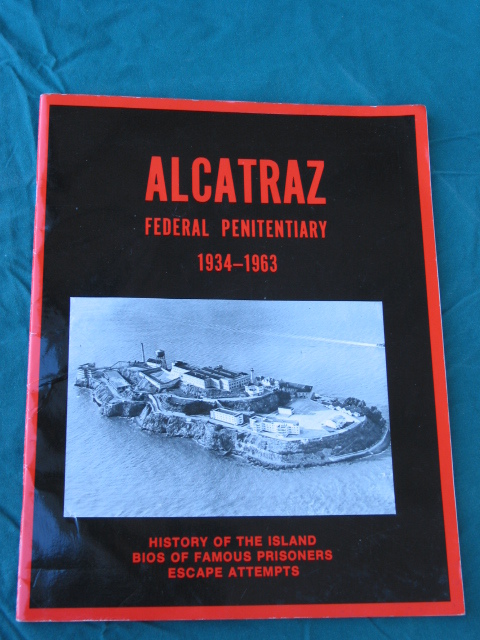 ALCATRAZ
FEDERAL PENITENTIARY
1934–1963
HISTORY OF THE ISLAND
BIOS OF FAMOUS PRISONERS
ESCAPE ATTEMPTS